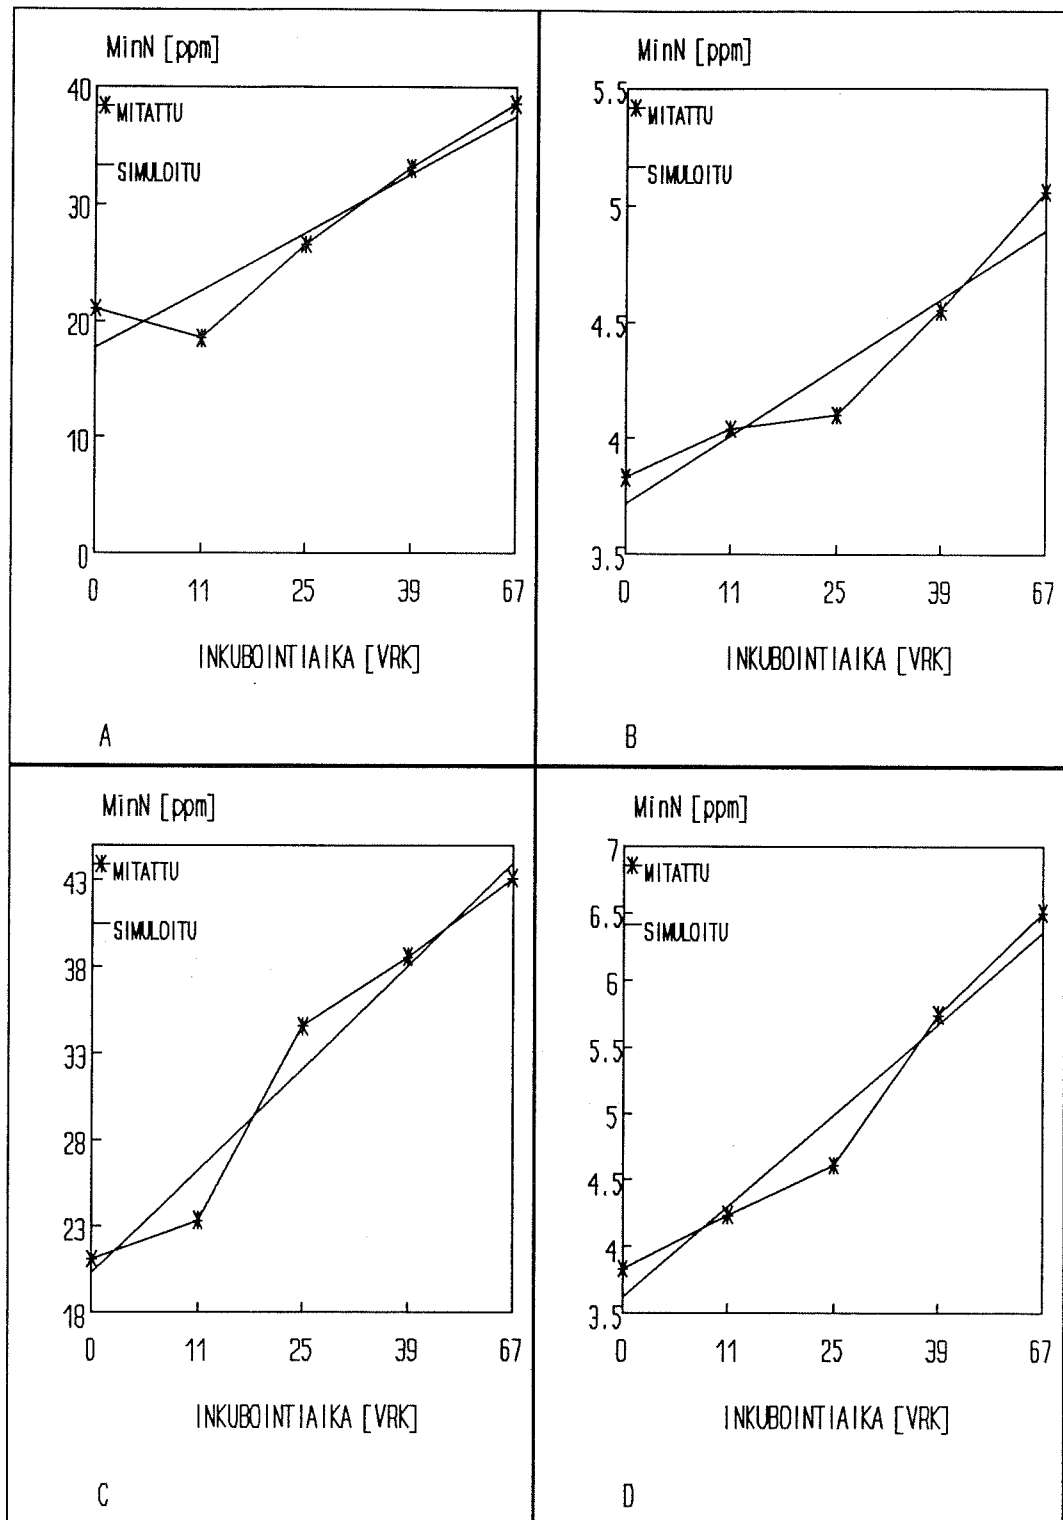 MinN [ppm]
40
MITATTU
SIMULOITU
30
20
10
0
0 11 25 39 67
INKUBOINTIAIKA [VRK]
A
MinN [ppm]
5.5
MITATTU
SIMULOITU
5
4.5
4
3.5
0 11 25 39 67
INKUBOINTIAIKA [VRK]
B
MinN [ppm]
MITATTU
43
SIMULOITU
38
33
28
23
18
0 11 25 39 67
INKUBOINTIAIKA [VRK]
C
MinN [ppm]
7
MITATTU
6.5
SIMULOITU
6
5.5
5
4.5
4
3.5
0 11 25 39 67
INKUBOINTIAIKA [VRK]
D